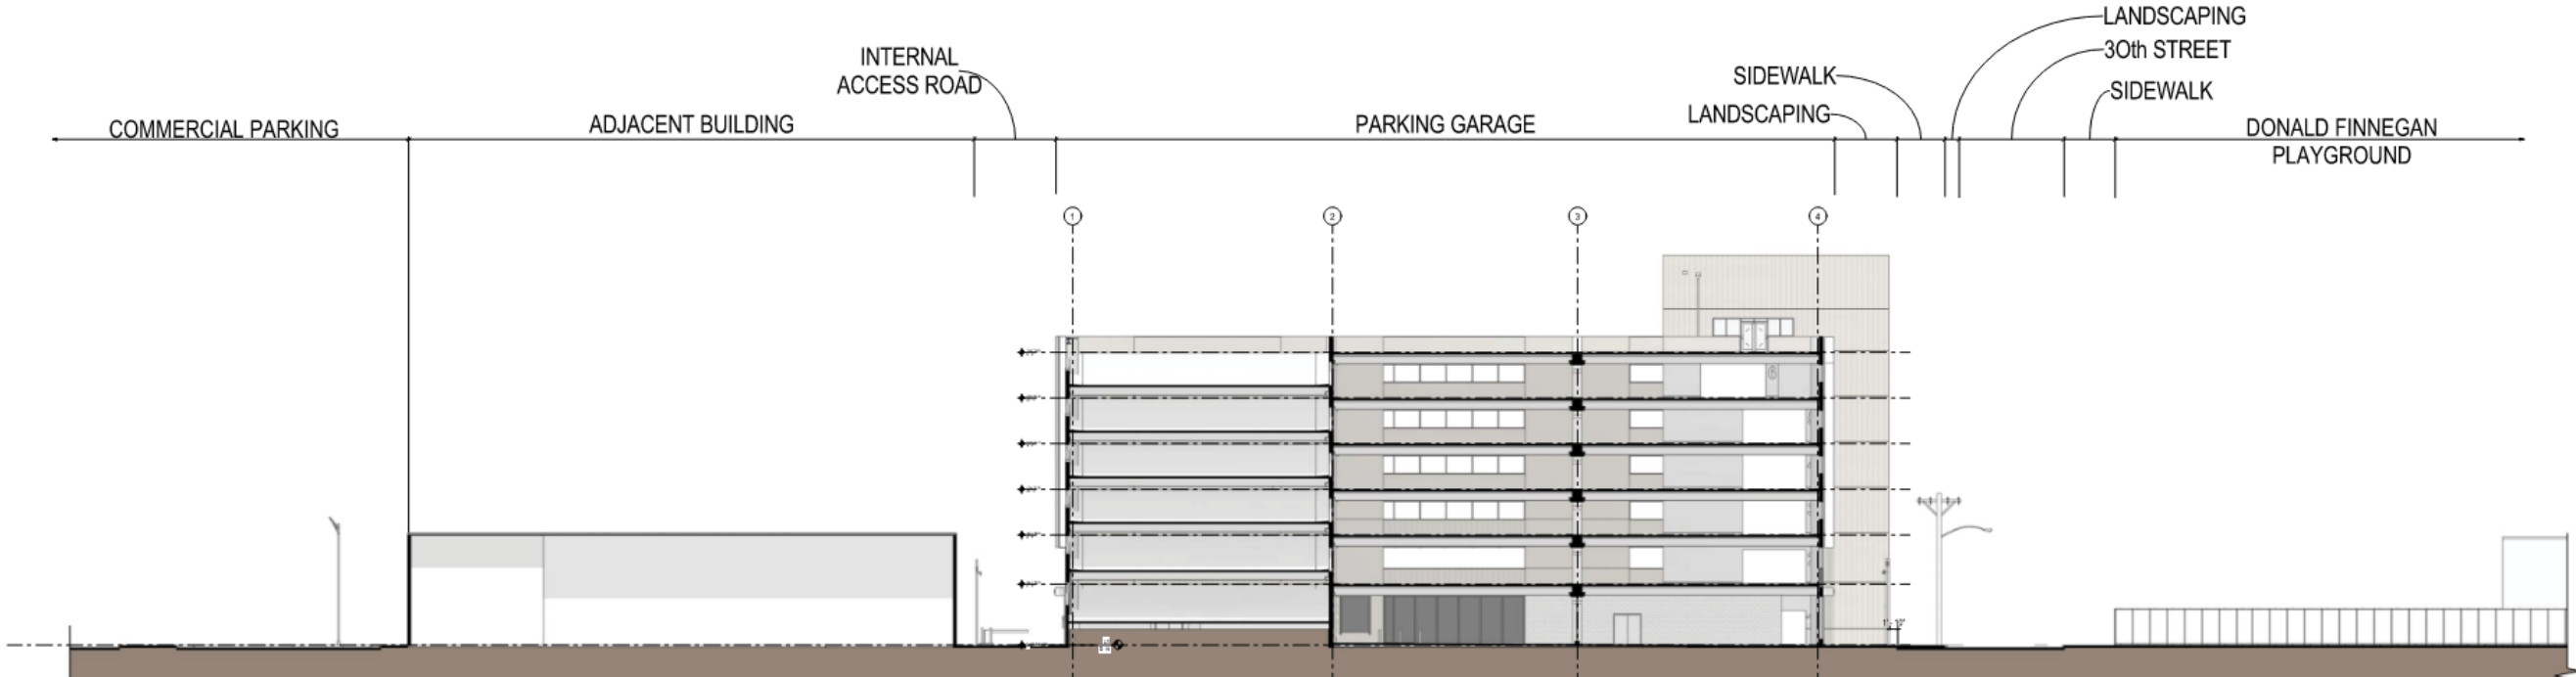 LANDSCAPING
30th STREET
SIDEWALK
INTERNAL
ACCESS ROAD
SIDEWALK
LANDSCAPING
COMMERCIAL PARKING
ADJACENT BUILDING
PARKING GARAGE
DONALD FINNEGAN
PLAYGROUND
1
2
3
4